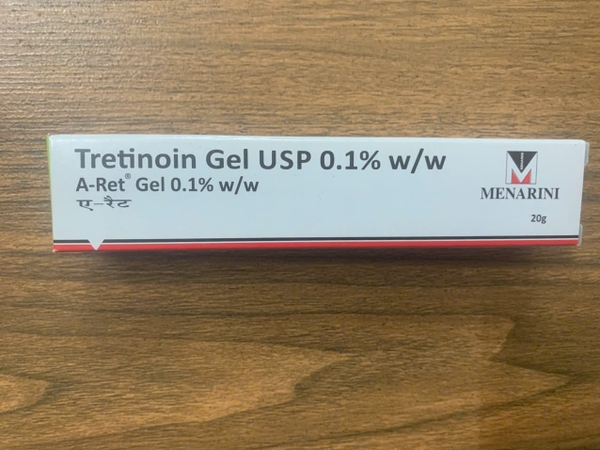 Tretinoin Gel USP 0.1% w/w
A-Ret® Gel 0.1% w/w
ए-रैट
MENARINI
20g